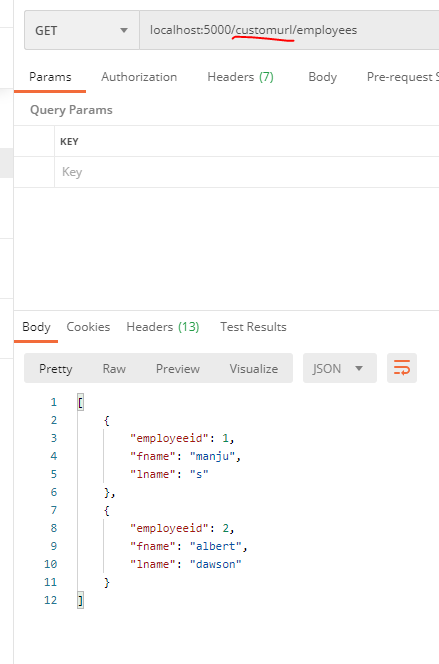 GET localhost:5000/customurl/employees
Params Authorization Headers (7) Body Pre-request S
Query Params
KEY
Key
Body Cookies Headers (13) Test Results
Pretty Raw Preview Visualize JSON
1 [
2 {
3 "employeeid": 1,
4 "fname": "manju",
5 "lname": "s"
6 },
7 {
8 "employeeid": 2,
9 "fname": "albert",
10 "lname": "dawson"
11 }
12 ]